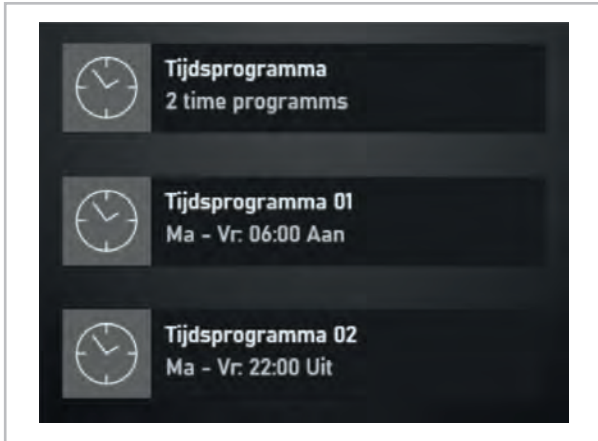 Tijdsprogramma
2 time programms
Tijdsprogramma 01
Ma - Vr: 06:00 Aan
Tijdsprogramma 02
Ma - Vr: 22:00 Uit